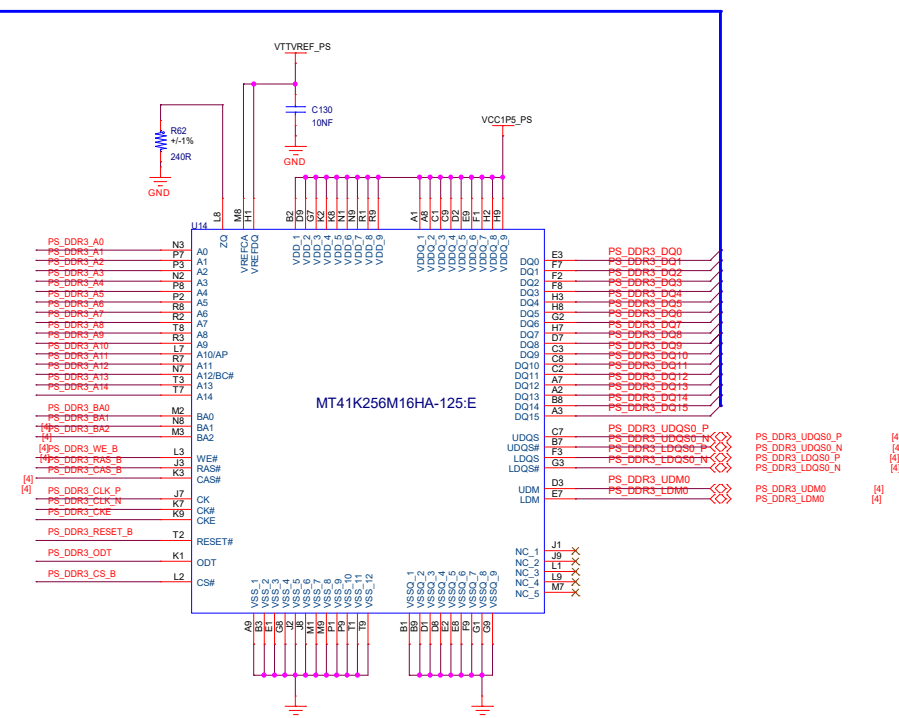 VTTVREF_PS
C130
10NF
GND
VCC1P5_PS
R62
+/-1%
240R
GND
U14
L8 M8 H1 B2 D9 G7 K2 K8 N1 N9 R1 R9 A1 A8 C1 C9 D2 E9 F1 H2 H9
ZQ VREFCA VREFDQ VDD_1 VDD_2 VDD_3 VDD_4 VDD_5 VDD_6 VDD_7 VDD_8 VDD_9 VDDQ_1 VDDQ_2 VDDQ_3 VDDQ_4 VDDQ_5 VDDQ_6 VDDQ_7 VDDQ_8 VDDQ_9
PS_DDR3_A0 N3 A0
PS_DDR3_A1 P7 A1
PS_DDR3_A2 P3 A2
PS_DDR3_A3 N2 A3
PS_DDR3_A4 P8 A4
PS_DDR3_A5 P2 A5
PS_DDR3_A6 R8 A6
PS_DDR3_A7 R2 A7
PS_DDR3_A8 T8 A8
PS_DDR3_A9 R3 A9
PS_DDR3_A10 L7 A10/AP
PS_DDR3_A11 R7 A11
PS_DDR3_A12 N7 A12/BC#
PS_DDR3_A13 T3 A13
PS_DDR3_A14 T7 A14
PS_DDR3_BA0 M2 BA0
PS_DDR3_BA1 N8 BA1
[4] PS_DDR3_BA2 M3 BA2
[4]
[4] PS_DDR3_WE_B L3 WE#
[4] PS_DDR3_RAS_B J3 RAS#
PS_DDR3_CAS_B K3 CAS#
[4]
[4]
PS_DDR3_CLK_P J7 CK
PS_DDR3_CLK_N K7 CK#
PS_DDR3_CKE K9 CKE
PS_DDR3_RESET_B T2 RESET#
PS_DDR3_ODT K1 ODT
PS_DDR3_CS_B L2 CS#
MT41K256M16HA-125:E
DQ0 E3 PS_DDR3_DQ0
DQ1 F7 PS_DDR3_DQ1
DQ2 F2 PS_DDR3_DQ2
DQ3 F8 PS_DDR3_DQ3
DQ4 H3 PS_DDR3_DQ4
DQ5 H8 PS_DDR3_DQ5
DQ6 G2 PS_DDR3_DQ6
DQ7 H7 PS_DDR3_DQ7
DQ8 D7 PS_DDR3_DQ8
DQ9 C3 PS_DDR3_DQ9
DQ10 C8 PS_DDR3_DQ10
DQ11 C2 PS_DDR3_DQ11
DQ12 A7 PS_DDR3_DQ12
DQ13 A2 PS_DDR3_DQ13
DQ14 B8 PS_DDR3_DQ14
DQ15 A3 PS_DDR3_DQ15
UDQS C7 PS_DDR3_UDQS0_P PS_DDR3_UDQS0_P [4]
UDQS# B7 PS_DDR3_UDQS0_N PS_DDR3_UDQS0_N [4]
LDQS F3 PS_DDR3_LDQS0_P PS_DDR3_LDQS0_P [4]
LDQS# G3 PS_DDR3_LDQS0_N PS_DDR3_LDQS0_N [4]
UDM D3 PS_DDR3_UDM0 PS_DDR3_UDM0 [4]
LDM E7 PS_DDR3_LDM0 PS_DDR3_LDM0 [4]
NC_1 J1
NC_2 J9
NC_3 L1
NC_4 L9
NC_5 M7
VSS_1 VSS_2 VSS_3 VSS_4 VSS_5 VSS_6 VSS_7 VSS_8 VSS_9 VSS_10 VSS_11 VSS_12 VSSQ_1 VSSQ_2 VSSQ_3 VSSQ_4 VSSQ_5 VSSQ_6 VSSQ_7 VSSQ_8 VSSQ_9
A9 B3 E1 G8 J2 J8 M1 M9 P1 P9 T1 T9 B1 B9 D1 D8 E2 E8 F9 G1 G9